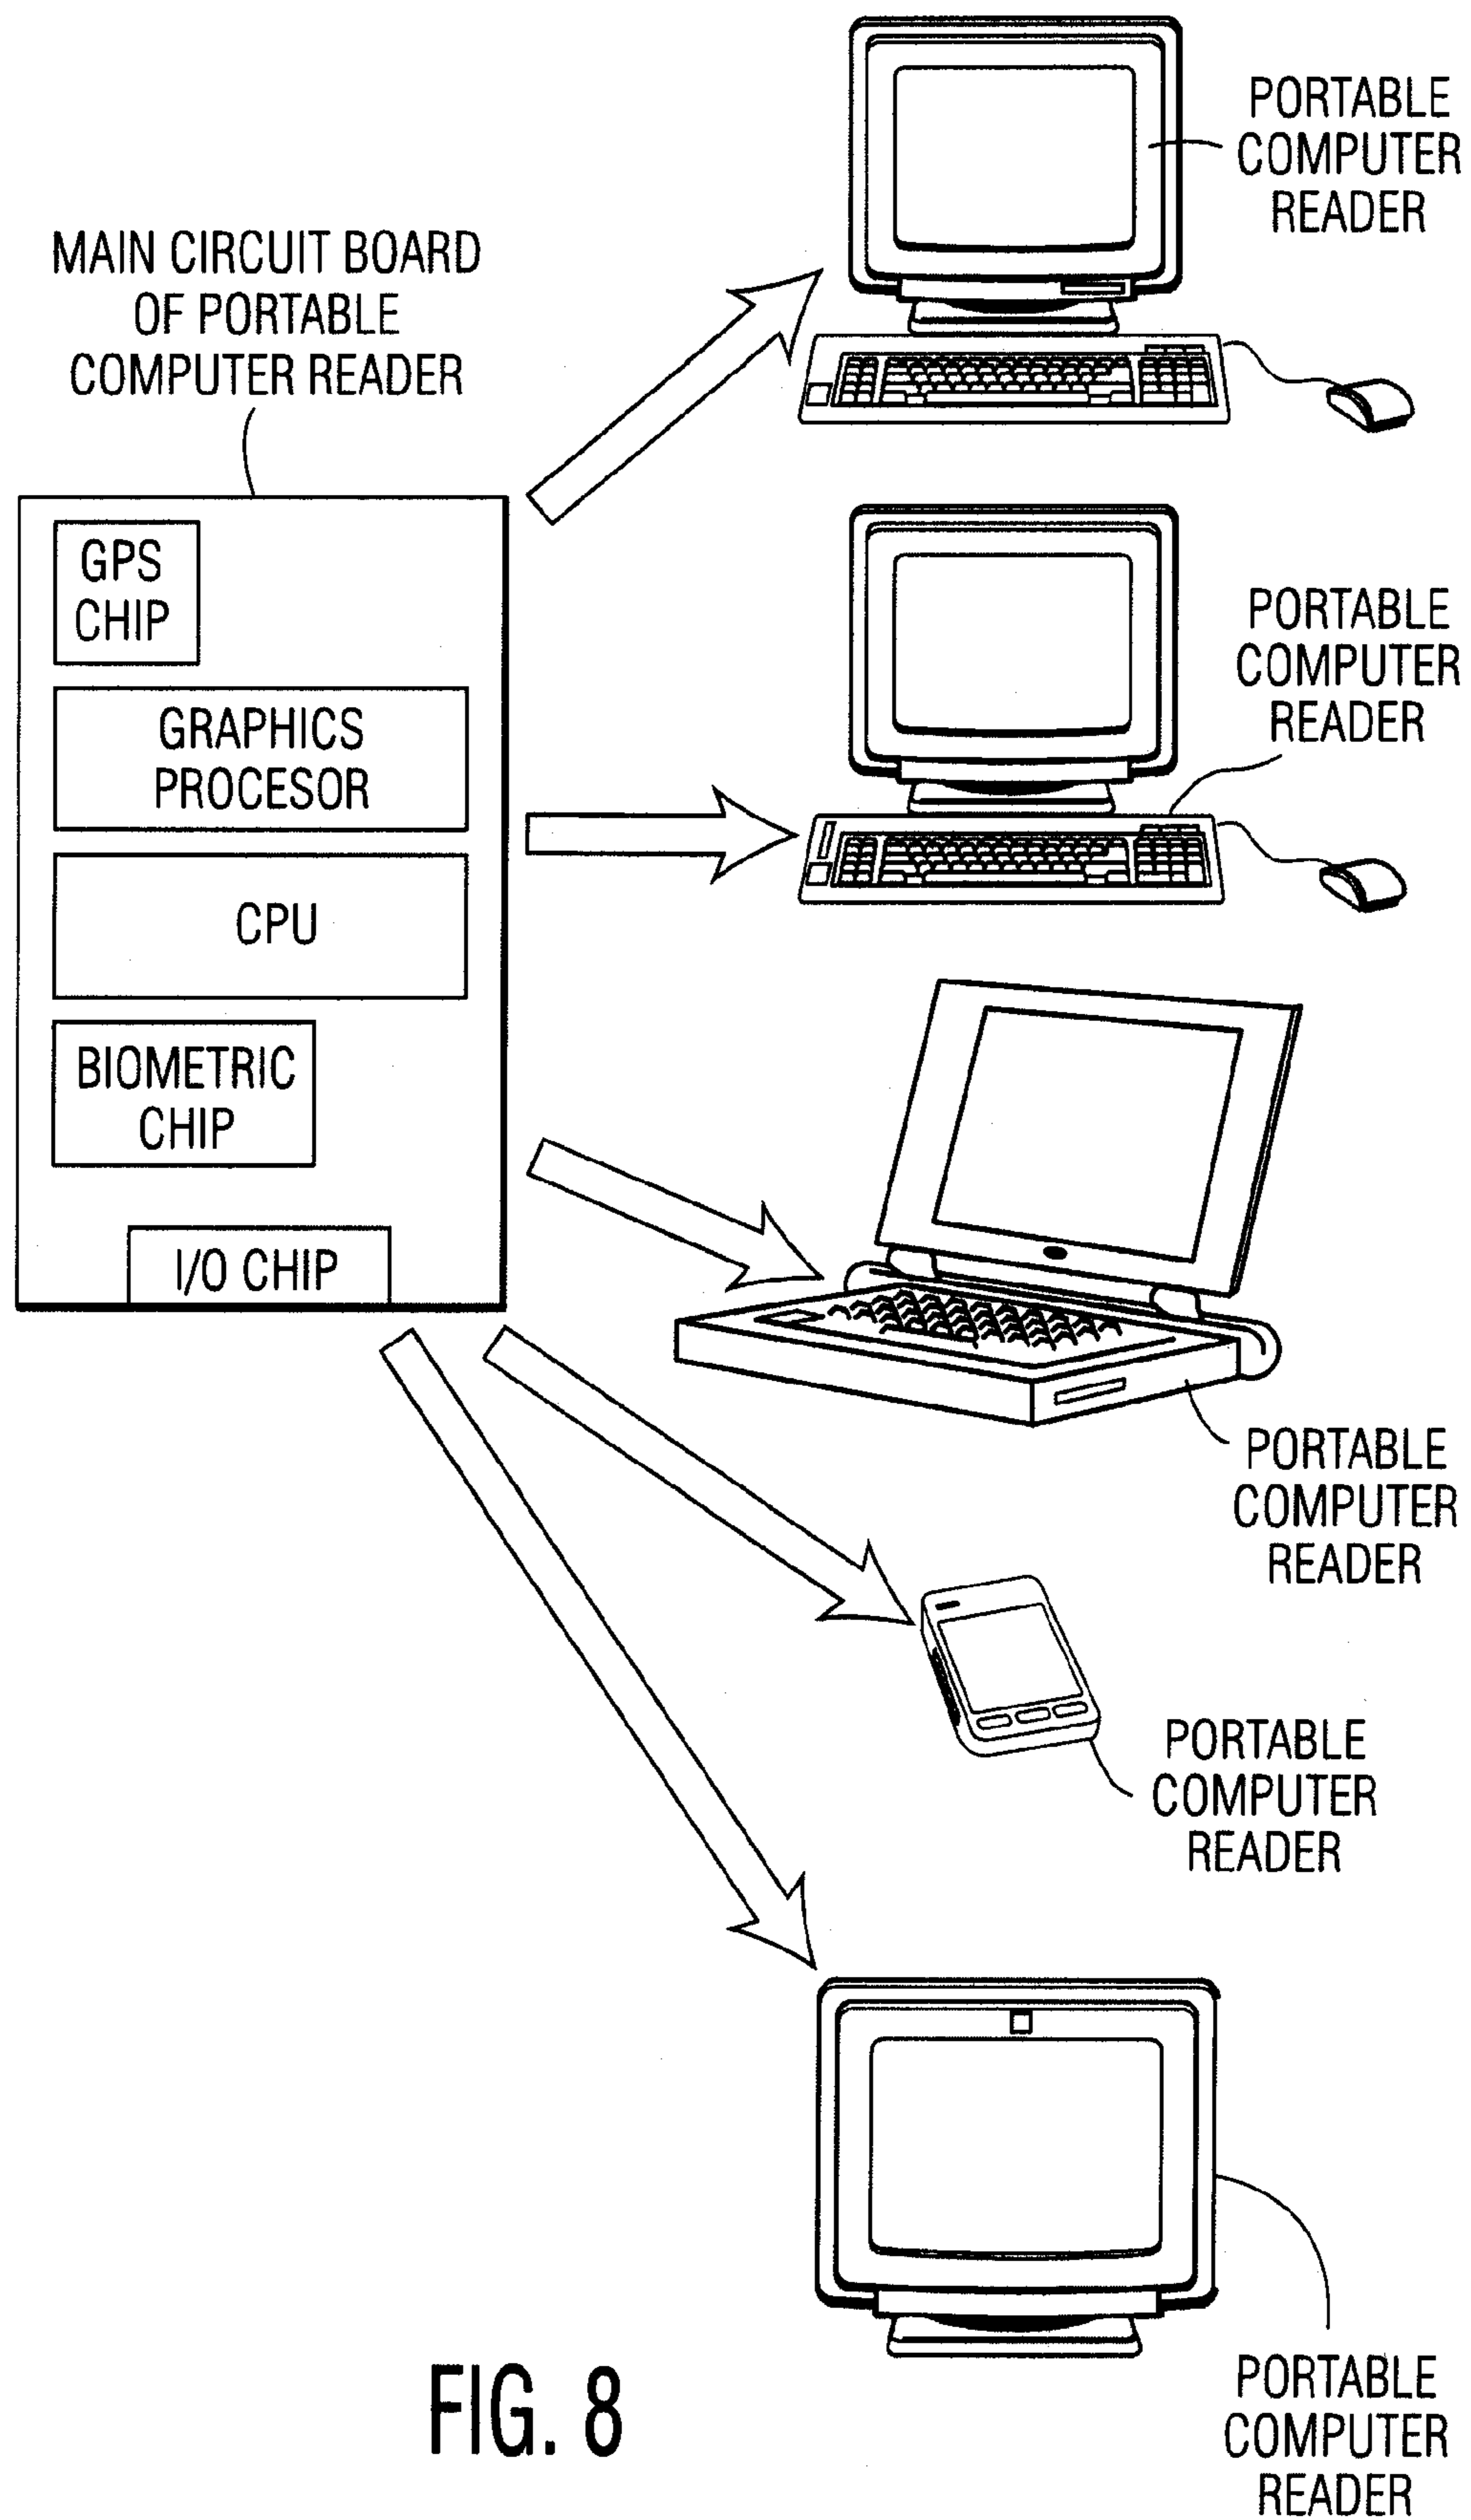 PORTABLE
COMPUTER
READER
MAIN CIRCUIT BOARD
OF PORTABLE
COMPUTER READER
GPS
CHIP
GRAPHICS
PROCESOR
CPU
BIOMETRIC
CHIP
I/O CHIP
PORTABLE
COMPUTER
READER
PORTABLE
COMPUTER
READER
PORTABLE
COMPUTER
READER
PORTABLE
COMPUTER
READER
FIG. 8